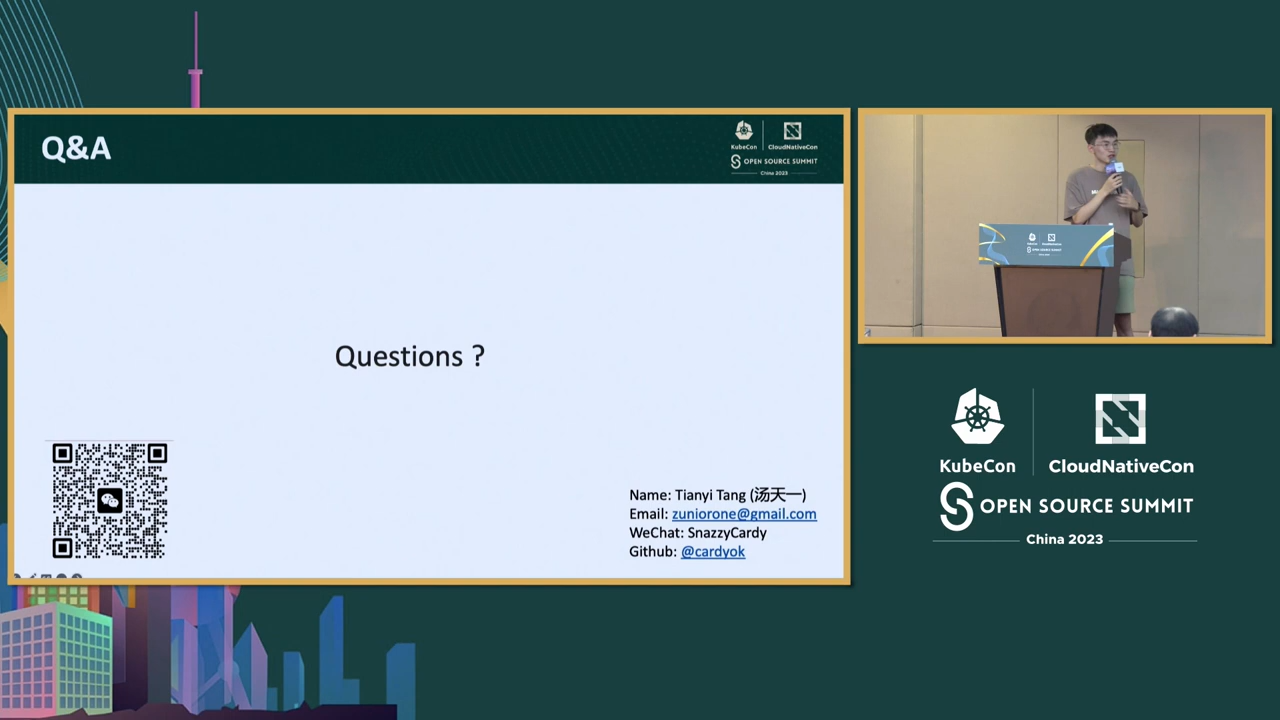 Q&A
KubeCon
CloudNativeCon
OPEN SOURCE SUMMIT
China 2023
Questions ?
Name: Tianyi Tang (汤天一)
Email: zuniorone@gmail.com
WeChat: SnazzyCardy
Github: @cardyok
KubeCon
CloudNativeCon
OPEN SOURCE SUMMIT
China 2023